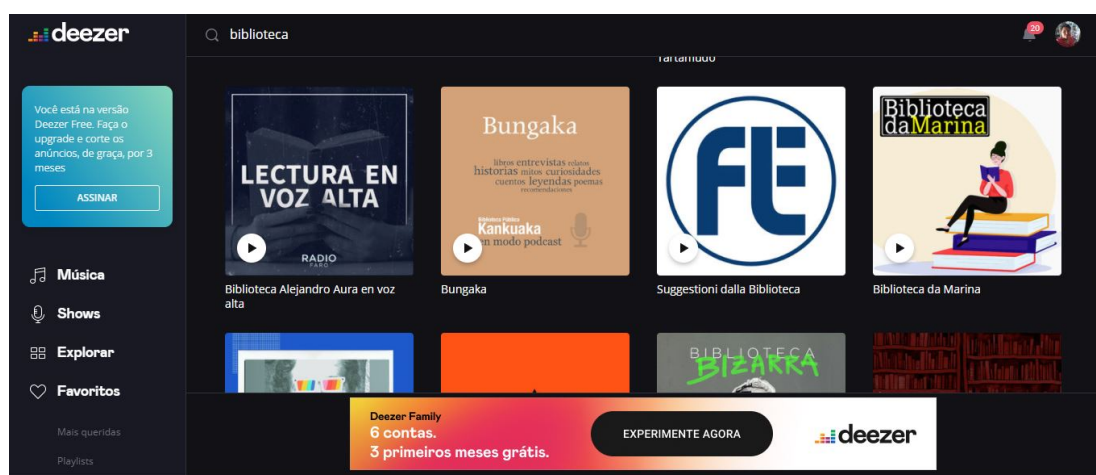 deezer
biblioteca
20
Tartamudo
Você está na versão
Deezer Free. Faça o
upgrade e corte os
anúncios, de graça, por 3
meses
ASSINAR
Música
Shows
Explorar
Favoritos
Mais queridas
Playlists
LECTURA EN
VOZ ALTA
RADIO
FARO
Biblioteca Alejandro Aura en voz
alta
Bungaka
libros entrevistas relatos
historias mitos curiosidades
cuentos leyendas poemas
recomendaciones
Biblioteca Pública
Kankuaka
en modo podcast
Bungaka
FE
Suggestioni dalla Biblioteca
Biblioteca
daMarina
Biblioteca da Marina
BIBLIOTECA
BIZARRA
Deezer Family
6 contas.
3 primeiros meses grátis.
EXPERIMENTE AGORA
deezer